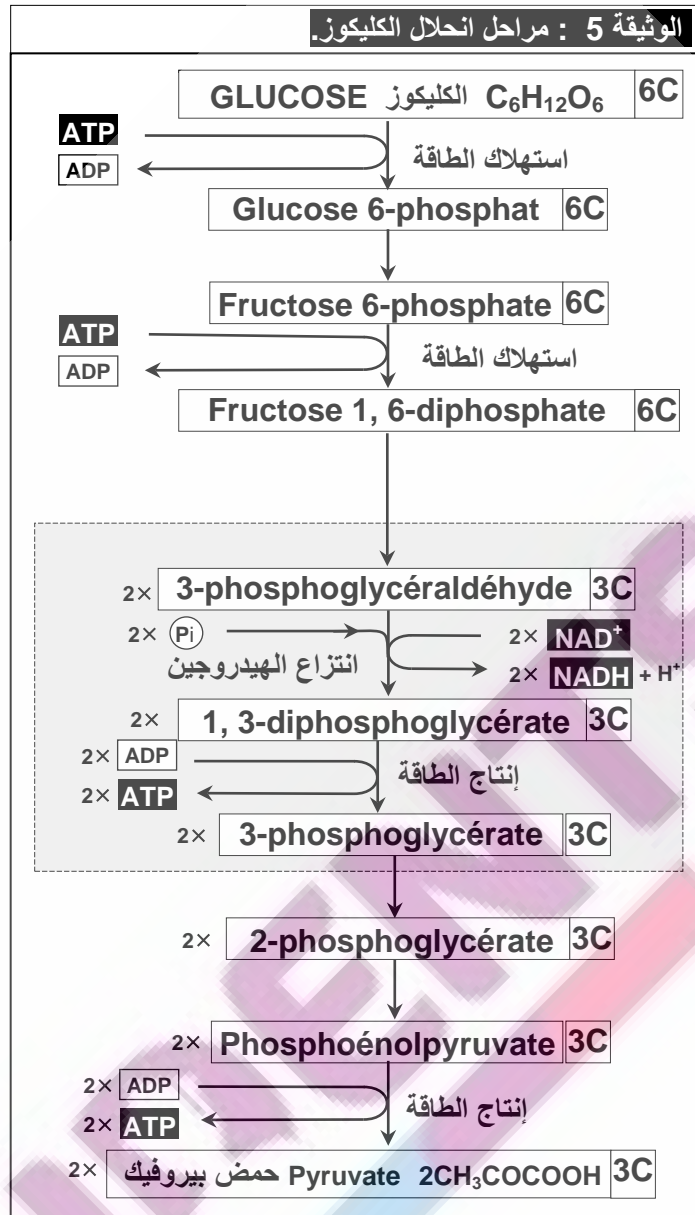 الوثيقة 5 : مراحل انحلال الكليكوز.
GLUCOSE الكليكوز C₆H₁₂O₆ 6C
ATP
ADP
استهلاك الطاقة
Glucose 6-phosphat 6C
Fructose 6-phosphate 6C
ATP
ADP
استهلاك الطاقة
Fructose 1, 6-diphosphate 6C
2× 3-phosphoglycéraldéhyde 3C
2× Pi
2× NAD⁺
انتزاع الهيدروجين
2× NADH + H⁺
2× 1, 3-diphosphoglycérate 3C
2× ADP
إنتاج الطاقة
2× ATP
2× 3-phosphoglycérate 3C
2× 2-phosphoglycérate 3C
2× Phosphoénolpyruvate 3C
2× ADP
إنتاج الطاقة
2× ATP
2× حمض بيروفيك Pyruvate 2CH₃COCOOH 3C